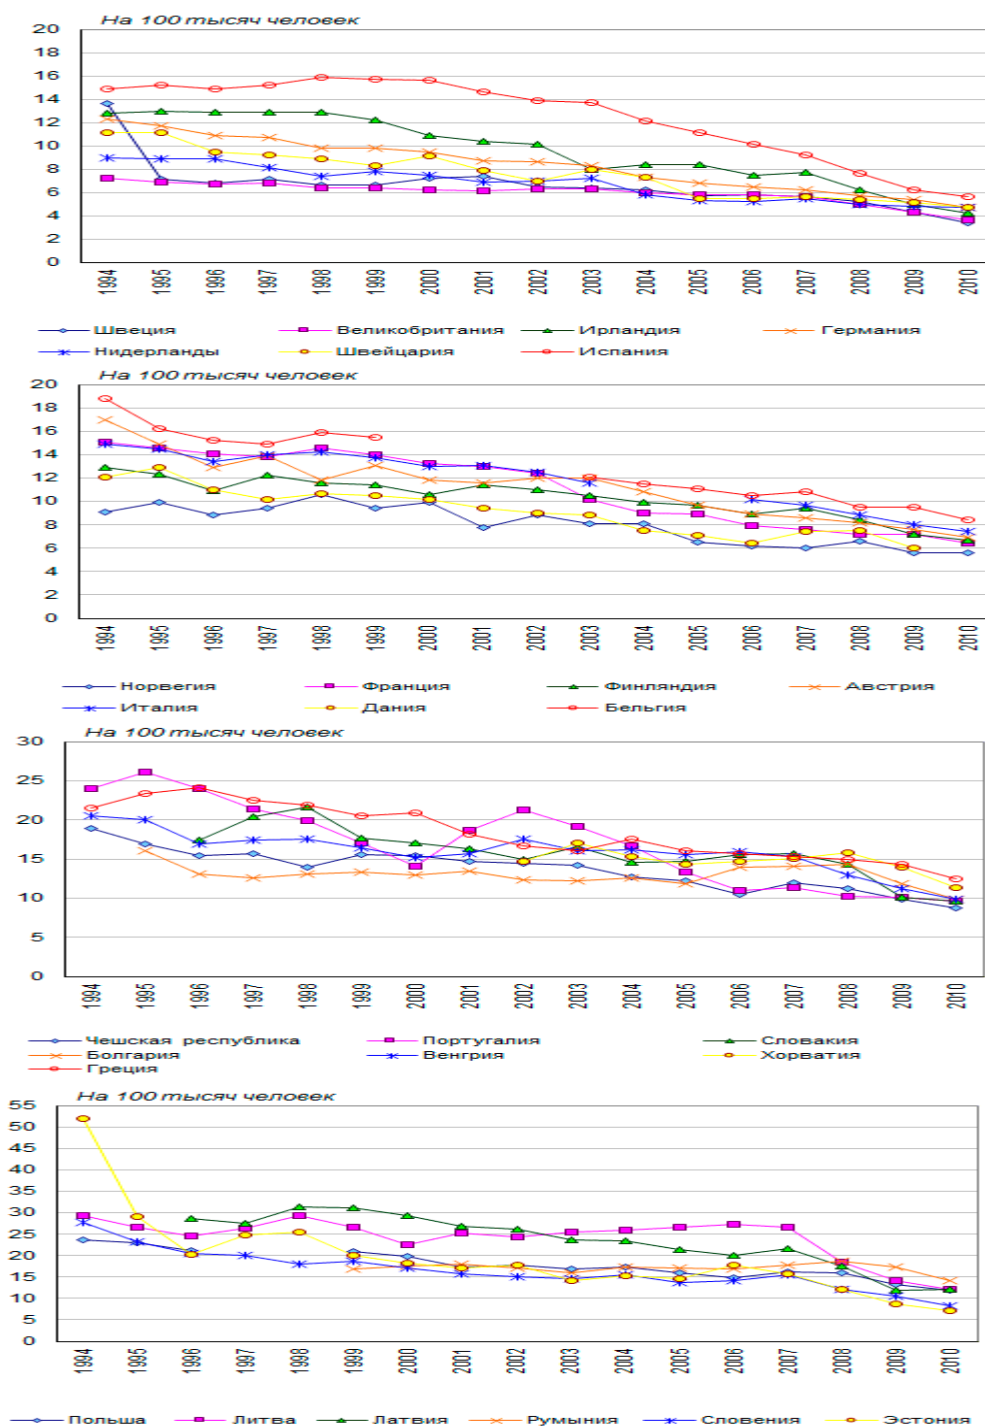 На 100 тысяч человек
20
18
16
14
12
10
8
6
4
2
0
1994 1995 1996 1997 1998 1999 2000 2001 2002 2003 2004 2005 2006 2007 2008 2009 2010
Швеция Великобритания Ирландия Германия
Нидерланды Швейцария Испания
На 100 тысяч человек
20
18
16
14
12
10
8
6
4
2
0
1994 1995 1996 1997 1998 1999 2000 2001 2002 2003 2004 2005 2006 2007 2008 2009 2010
Норвегия Франция Финляндия Австрия
Италия Дания Бельгия
На 100 тысяч человек
30
25
20
15
10
5
0
1994 1995 1996 1997 1998 1999 2000 2001 2002 2003 2004 2005 2006 2007 2008 2009 2010
Чешская республика Португалия Словакия
Болгария Венгрия Хорватия
Греция
На 100 тысяч человек
55
50
45
40
35
30
25
20
15
10
5
0
1994 1995 1996 1997 1998 1999 2000 2001 2002 2003 2004 2005 2006 2007 2008 2009 2010
Польша Литва Латвия Румыния Словения Эстония